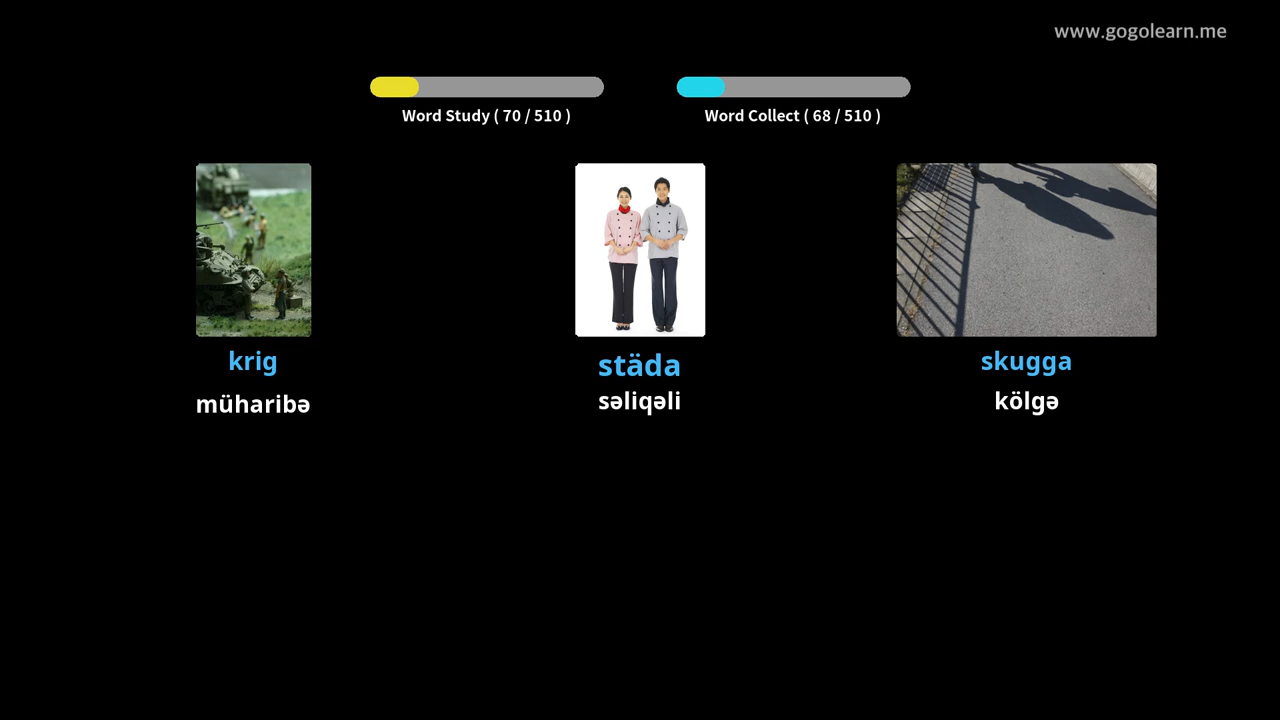 www.gogolearn.me
Word Study ( 70 / 510 )
Word Collect ( 68 / 510 )
krig
städa
skugga
müharibə
səliqəli
kölgə